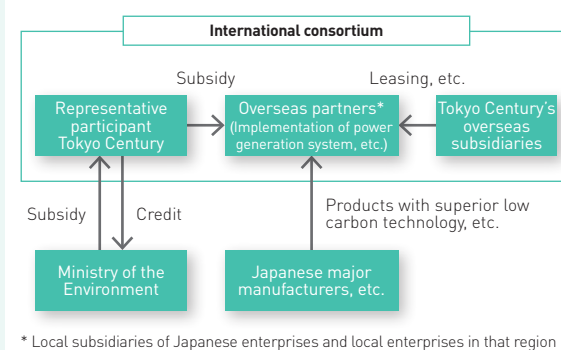 International consortium
Subsidy
Leasing, etc.
Representative
participant
Tokyo Century
Overseas partners*
(Implementation of power
generation system, etc.)
Tokyo Century's
overseas
subsidiaries
Subsidy
Credit
Products with superior low
carbon technology, etc.
Ministry of the
Environment
Japanese major
manufacturers, etc.
* Local subsidiaries of Japanese enterprises and local enterprises in that region